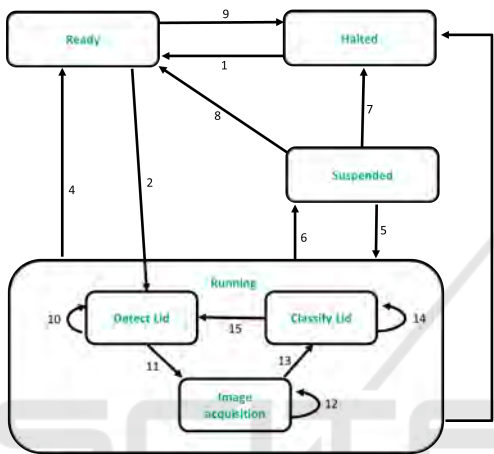 9
Ready
Halted
1
8
7
4
2
Suspended
6
5
Running
10
Detect Lid
15
Classify Lid
14
11
13
Image
acquisition
12